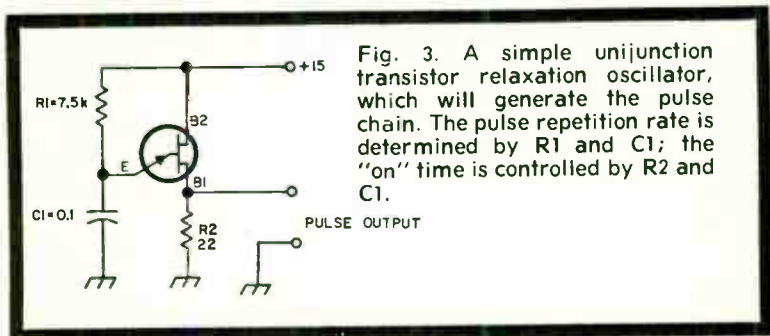 +15
R1=7.5k
B2
E
B1
C1=0.1
R2
22
PULSE OUTPUT
Fig. 3. A simple unijunction
transistor relaxation oscillator,
which will generate the pulse
chain. The pulse repetition rate is
determined by R1 and C1; the
"on" time is controlled by R2 and
C1.